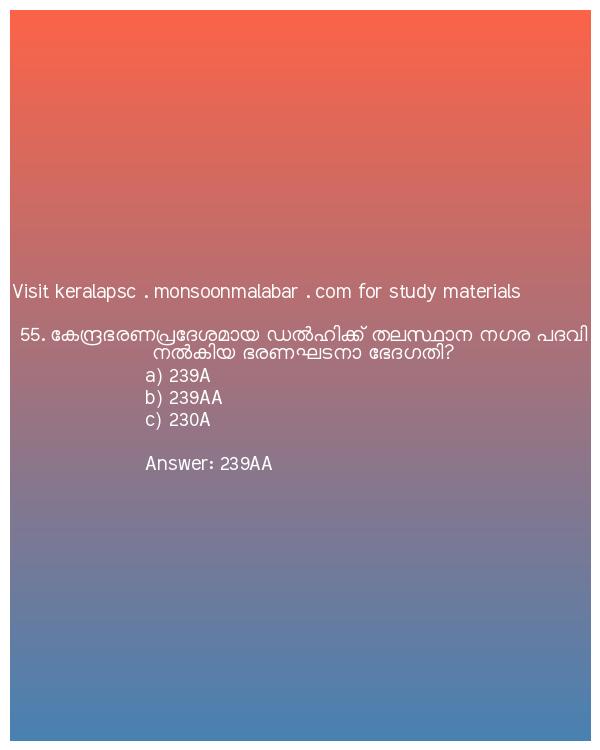 Visit keralapsc . monsoonmalabar . com for study materials
55. കേന്ദ്രഭരണപ്രദേശമായ ഡൽഹിക്ക് തലസ്ഥാന നഗര പദവി
നൽകിയ ഭരണഘടനാ ഭേദഗതി?
a) 239A
b) 239AA
c) 230A
Answer: 239AA